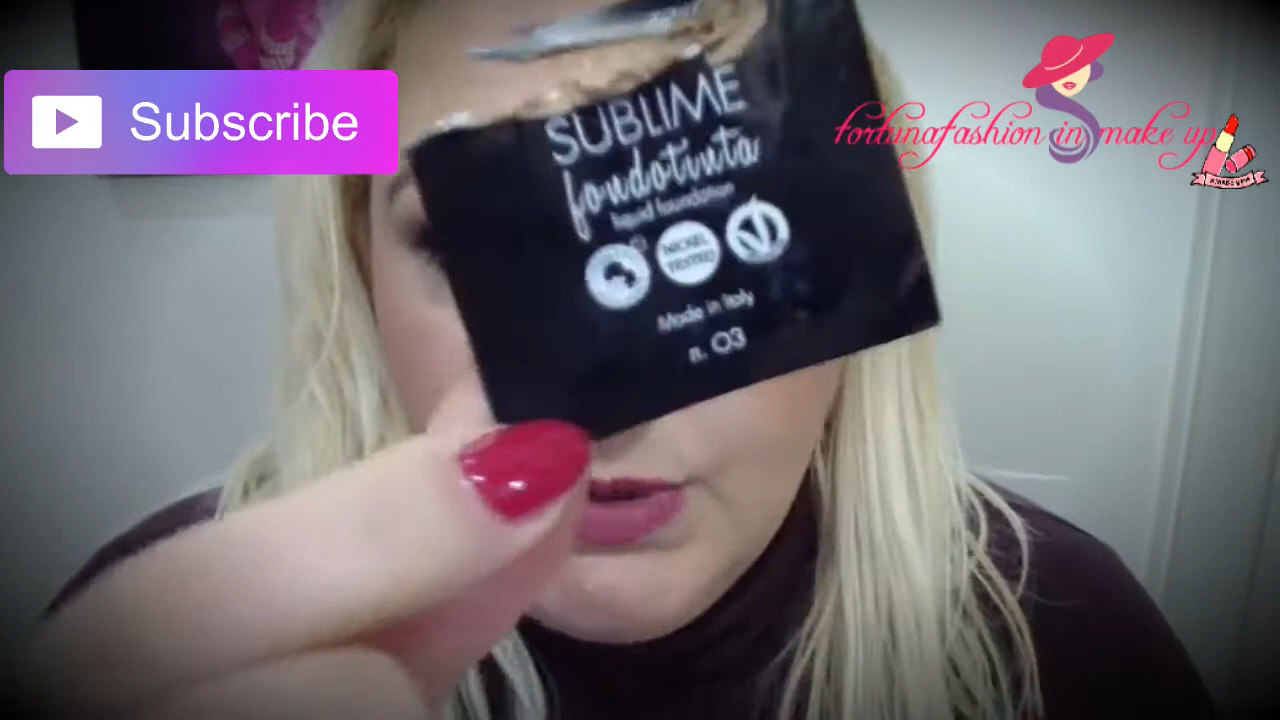 Subscribe
fortunafashion in make up
SUBLIME
fondotinta
liquid foundation
NICKEL
TESTED
Made in Italy
n. 03